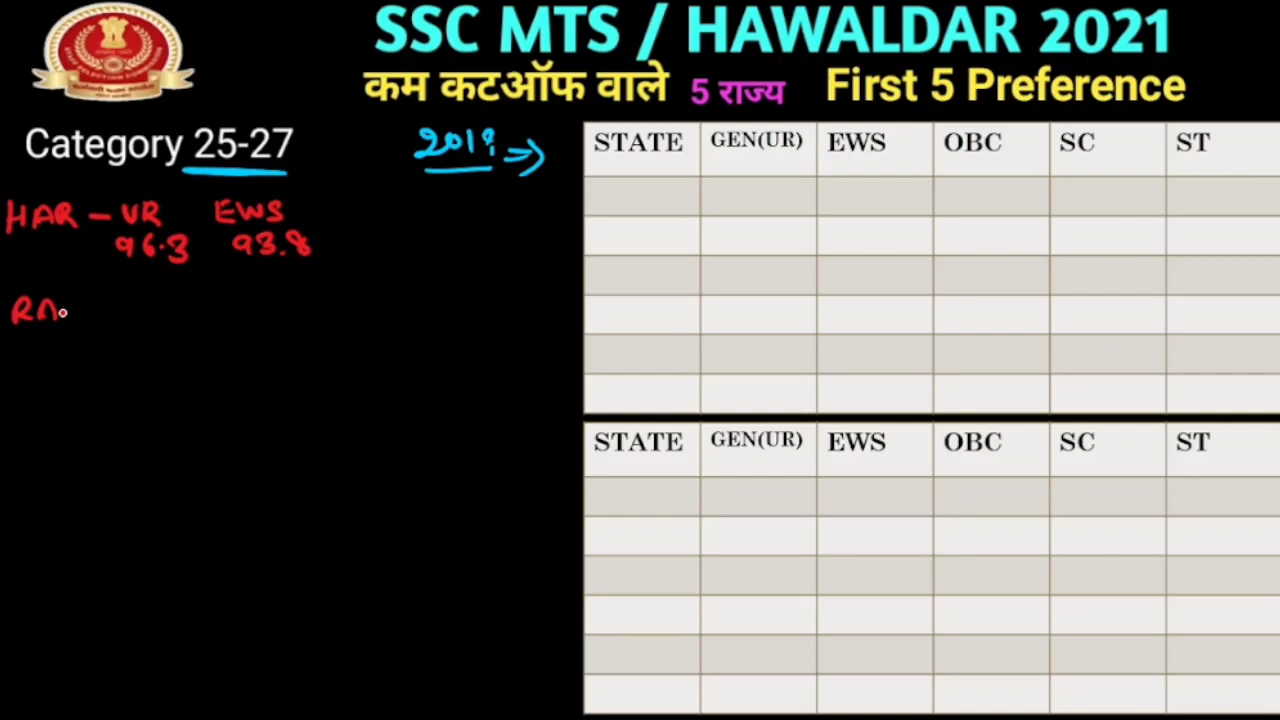 SSC MTS / HAWALDAR 2021
कम कटऑफ वाले 5 राज्य First 5 Preference
Category 25-27
2019
HAR - UR EWS
96.3 93.8
STATE GEN(UR) EWS OBC SC ST
STATE GEN(UR) EWS OBC SC ST